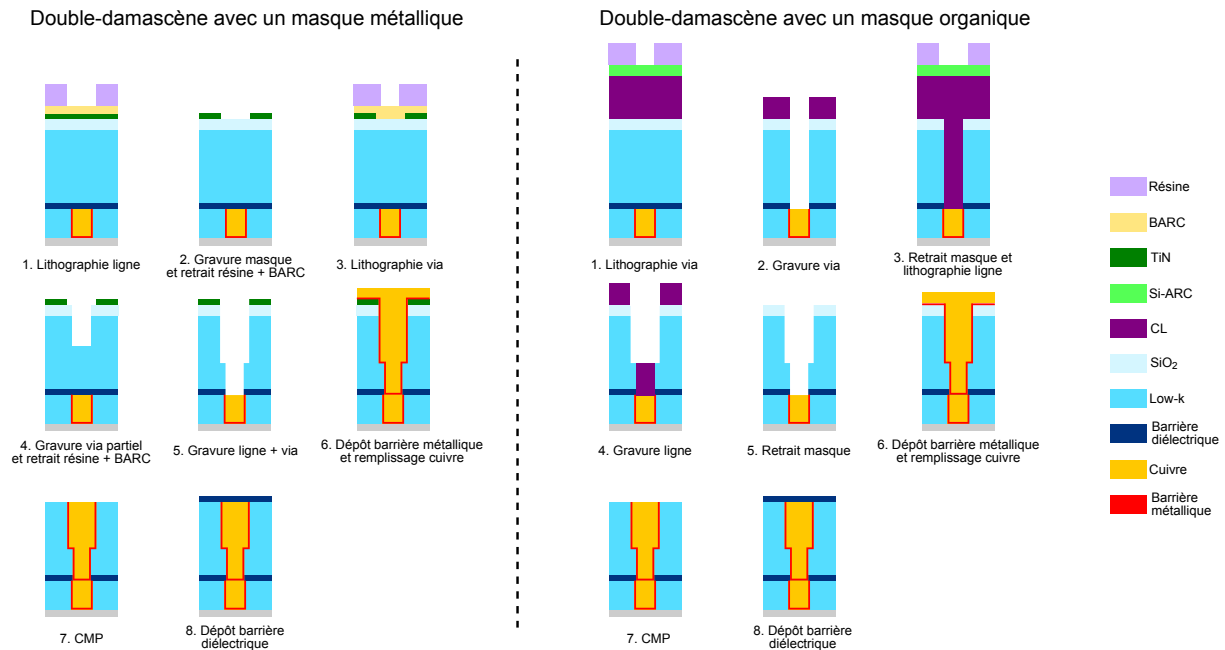 Double-damascène avec un masque métallique
1. Lithographie ligne
2. Gravure masque
et retrait résine + BARC
3. Lithographie via
4. Gravure via partiel
et retrait résine + BARC
5. Gravure ligne + via
6. Dépôt barrière métallique
et remplissage cuivre
7. CMP
8. Dépôt barrière
diélectrique
Double-damascène avec un masque organique
1. Lithographie via
2. Gravure via
3. Retrait masque et
lithographie ligne
4. Gravure ligne
5. Retrait masque
6. Dépôt barrière métallique
et remplissage cuivre
7. CMP
8. Dépôt barrière
diélectrique
Résine
BARC
TiN
Si-ARC
CL
SiO₂
Low-k
Barrière
diélectrique
Cuivre
Barrière
métallique